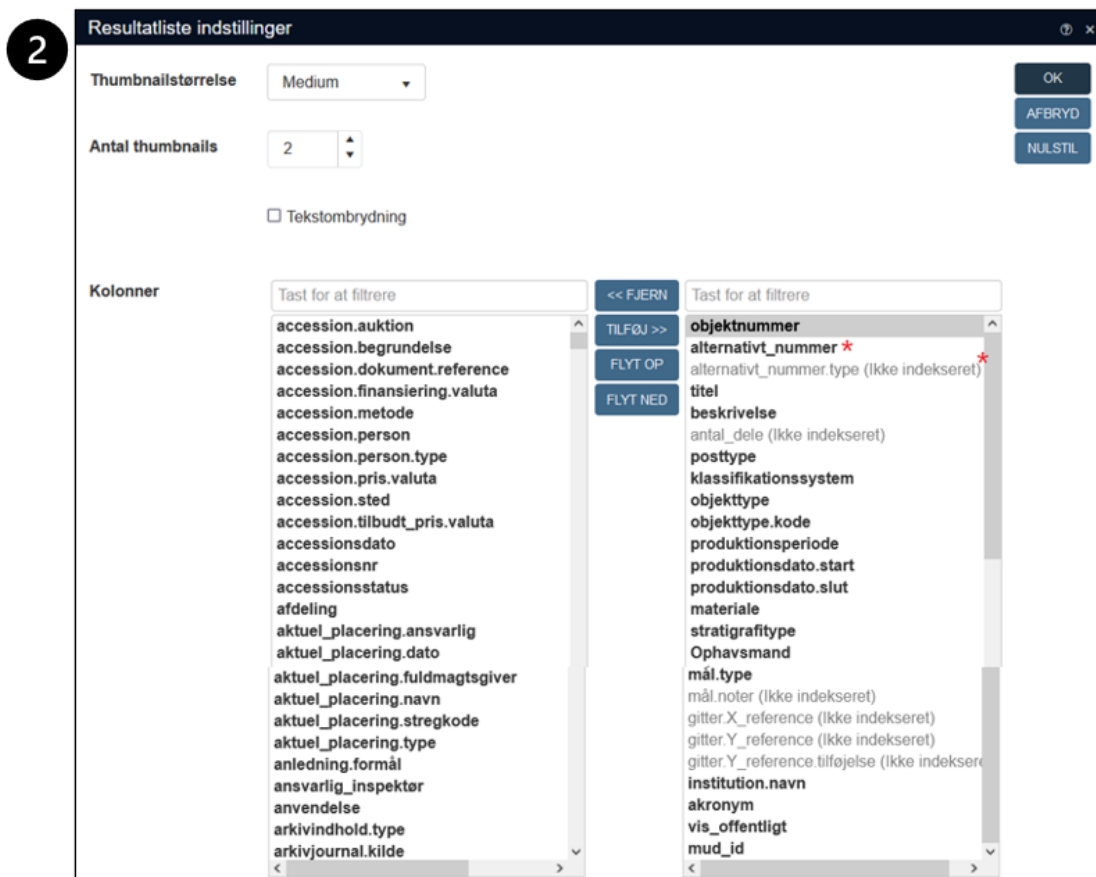 2
Resultatliste indstillinger
Thumbnailstørrelse
Medium
OK
AFBRYD
NULSTIL
Antal thumbnails
2
Tekstombrydning
Kolonner
Tast for at filtrere
accession.auktion
accession.begrundelse
accession.dokument.reference
accession.finansiering.valuta
accession.metode
accession.person
accession.person.type
accession.pris.valuta
accession.sted
accession.tilbudt_pris.valuta
accessionsdato
accessionsnr
accessionsstatus
afdeling
aktuel_placering.ansvarlig
aktuel_placering.dato
aktuel_placering.fuldmagtsgiver
aktuel_placering.navn
aktuel_placering.stregkode
aktuel_placering.type
anledning.formål
ansvarlig_inspektør
anvendelse
arkivindhold.type
arkivjournal.kilde
<< FJERN
TILFØJ >>
FLYT OP
FLYT NED
Tast for at filtrere
objektnummer
alternativt_nummer *
alternativt_nummer.type (Ikke indekseret) *
titel
beskrivelse
antal_dele (Ikke indekseret)
posttype
klassifikationssystem
objekttype
objekttype.kode
produktionsperiode
produktionsdato.start
produktionsdato.slut
materiale
stratigrafitype
Ophavsmand
mål.type
mål.noter (Ikke indekseret)
gitter.X_reference (Ikke indekseret)
gitter.Y_reference (Ikke indekseret)
gitter.Y_reference.tilføjelse (Ikke indeksere
institution.navn
akronym
vis_offentligt
mud_id